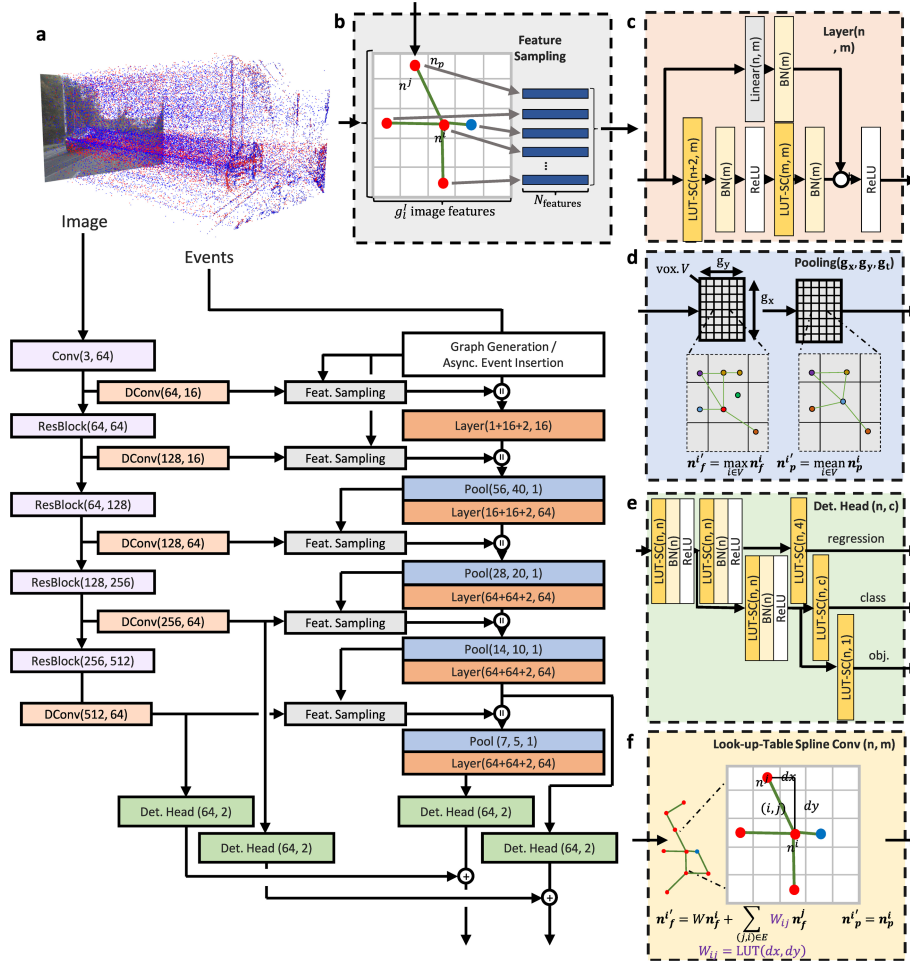 a
Image
Events
Conv(3, 64)
Graph Generation /
Async. Event Insertion
DConv(64, 16)
Feat. Sampling
ResBlock(64, 64)
Layer(1+16+2, 16)
DConv(128, 16)
Feat. Sampling
ResBlock(64, 128)
Pool(56, 40, 1)
Layer(16+16+2, 64)
DConv(128, 64)
Feat. Sampling
ResBlock(128, 256)
Pool(28, 20, 1)
Layer(64+64+2, 64)
DConv(256, 64)
Feat. Sampling
ResBlock(256, 512)
Pool(14, 10, 1)
Layer(64+64+2, 64)
DConv(512, 64)
Feat. Sampling
Pool (7, 5, 1)
Layer(64+64+2, 64)
Det. Head (64, 2)
Det. Head (64, 2)
Det. Head (64, 2)
Det. Head (64, 2)
b
Feature
Sampling
n_p
n^j
n^i
⋮
g_i^l image features
N_features
c
Layer(n
, m)
Linear(n, m)
BN(m)
LUT-SC(n+2, m)
BN(m)
ReLU
LUT-SC(m, m)
BN(m)
ReLU
d
vox. V
g_y
Pooling(g_x, g_y, g_t)
g_x
n^{i'}_f = max_{i∈V} n^i_f
n^{i'}_p = mean_{i∈V} n^i_p
e
Det. Head (n, c)
LUT-SC(n, n)
BN(n)
ReLU
LUT-SC(n, n)
BN(n)
ReLU
LUT-SC(n, 4)
regression
LUT-SC(n, n)
BN(n)
ReLU
LUT-SC(n, c)
class
LUT-SC(n, 1)
obj.
f
Look-up-Table Spline Conv (n, m)
n^j
dx
(i, j)
dy
n^i
n^{i'}_f = W n^i_f + ∑_{(j,i)∈E} W_{ij} n^j_f
n^{i'}_p = n^i_p
W_{ij} = LUT(dx, dy)